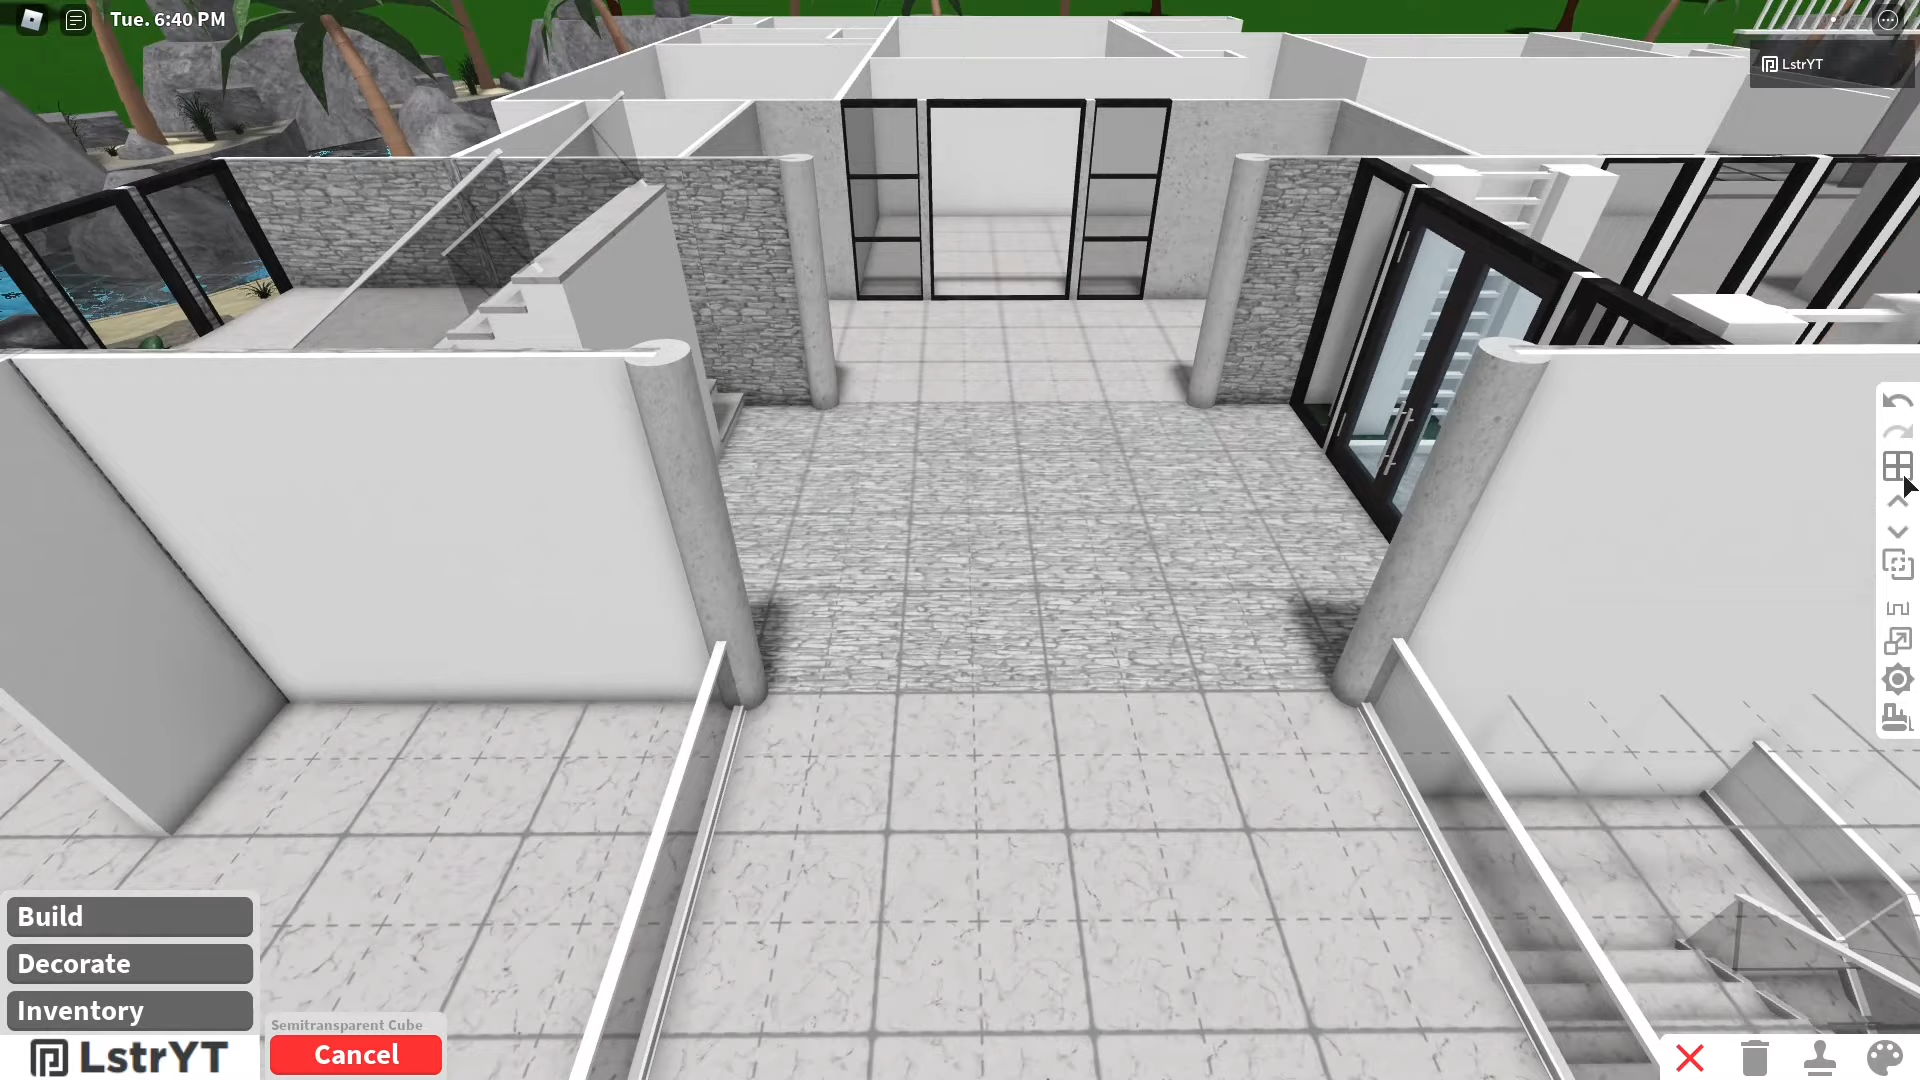 Tue. 6:40 PM
LstrYT
Build
Decorate
Inventory
Semitransparent Cube
LstrYT
Cancel